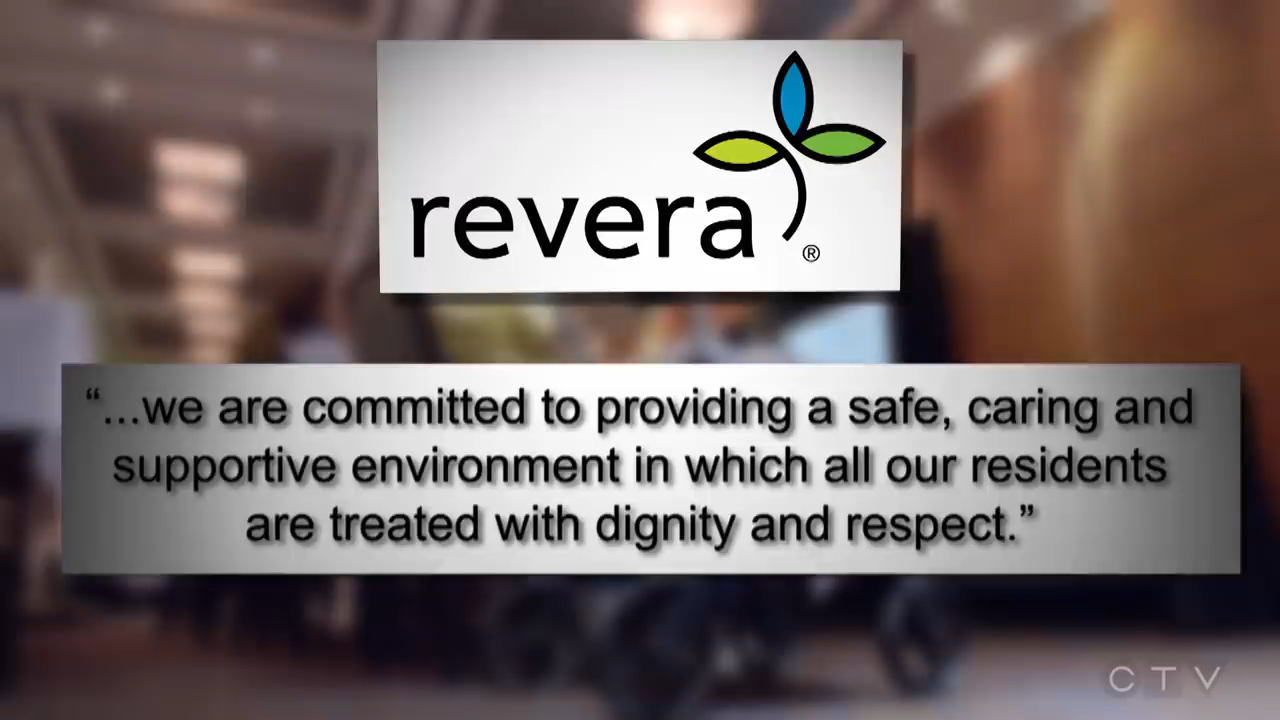 revera
®
“...we are committed to providing a safe, caring and
supportive environment in which all our residents
are treated with dignity and respect.”
CTV